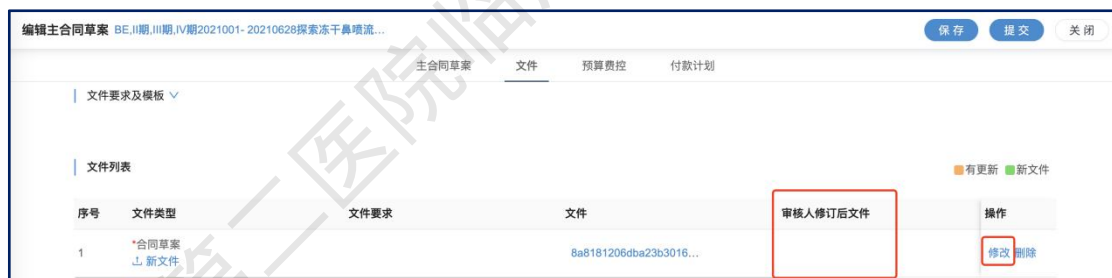 编辑主合同草案 BE,II期,III期,IV期2021001- 20210628探索冻干鼻喷流... 保存 提交 关闭
主合同草案 文件 预算费控 付款计划
文件要求及模板
文件列表 有更新 新文件
序号 文件类型 文件要求 文件 审核人修订后文件 操作
1 *合同草案 8a8181206dba23b3016... 修改 删除
新文件
第二医院临